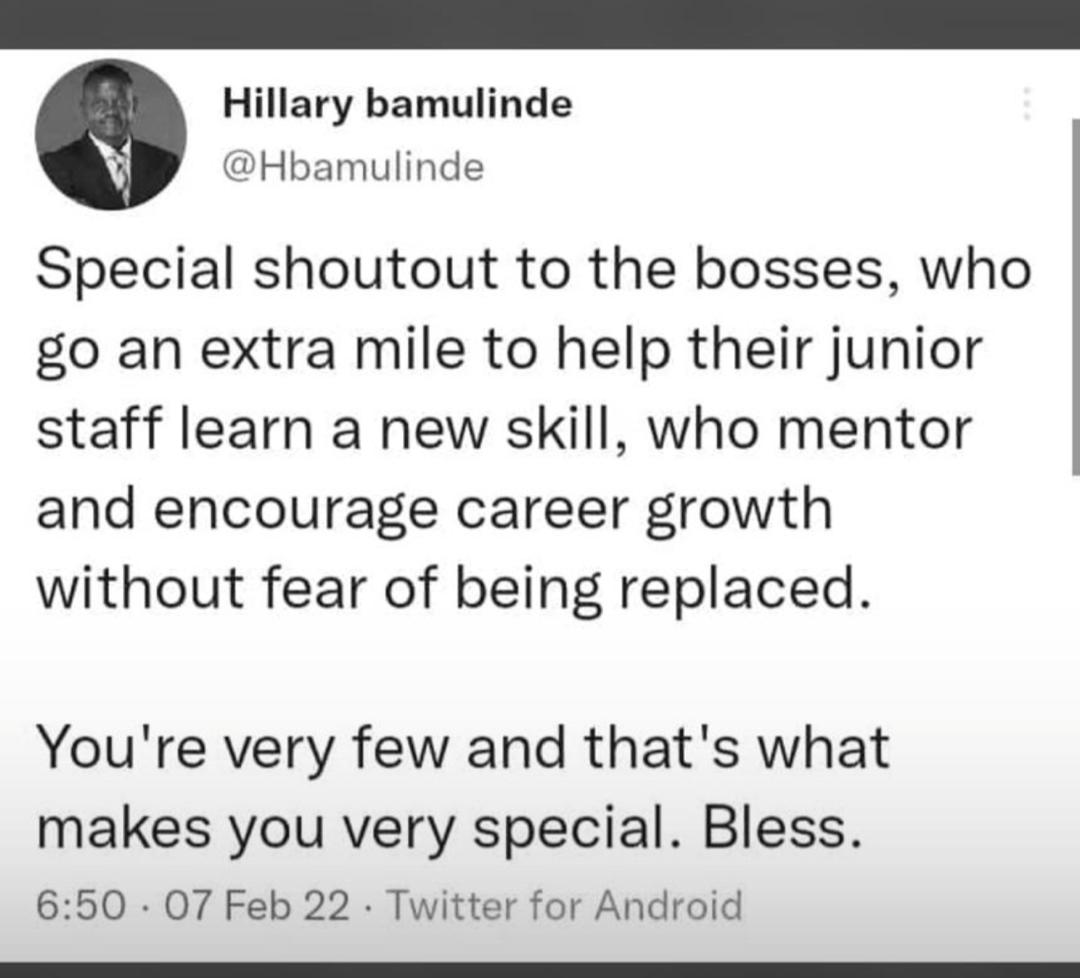 Hillary bamulinde
@Hbamulinde
Special shoutout to the bosses, who
go an extra mile to help their junior
staff learn a new skill, who mentor
and encourage career growth
without fear of being replaced.
You're very few and that's what
makes you very special. Bless.
6:50 · 07 Feb 22 · Twitter for Android